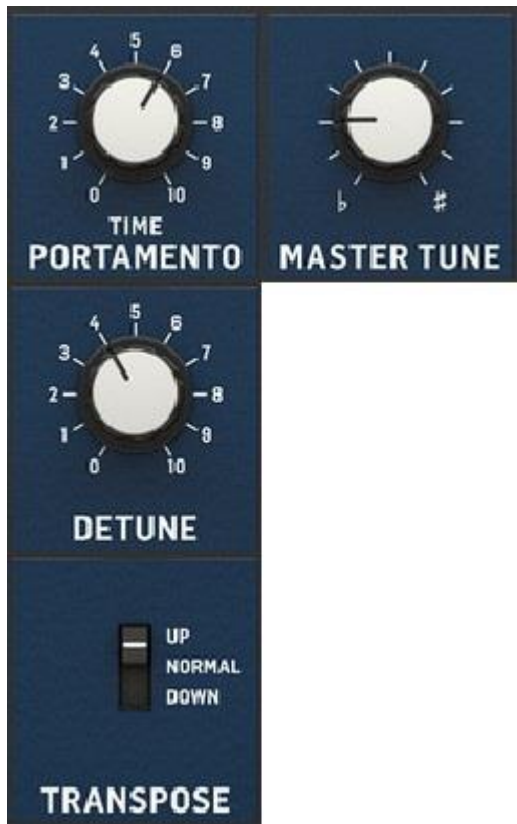 5
4 6
3 7
2 8
1 9
0 10
TIME
PORTAMENTO
♭ ♯
MASTER TUNE
5
4 6
3 7
2 8
1 9
0 10
DETUNE
UP
NORMAL
DOWN
TRANSPOSE